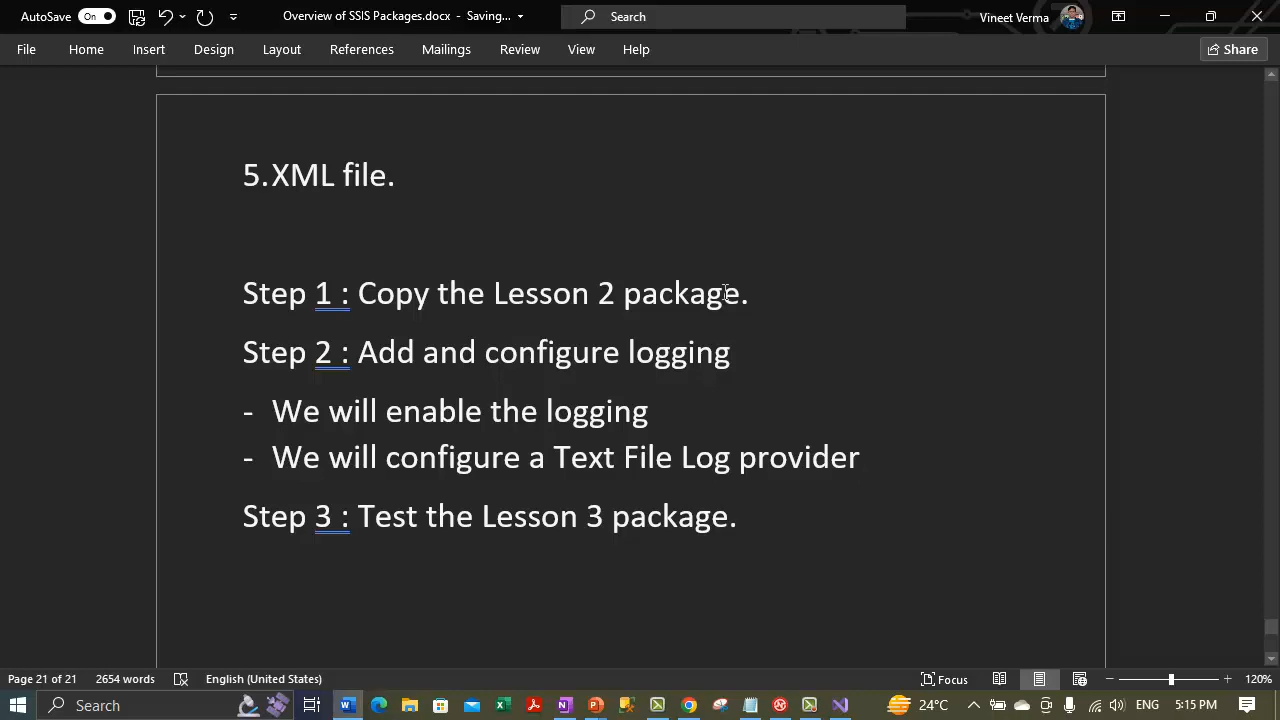 AutoSave On Overview of SSIS Packages.docx - Saving... Search Vineet Verma
File Home Insert Design Layout References Mailings Review View Help Share
5. XML file.
Step 1 : Copy the Lesson 2 package.
Step 2 : Add and configure logging
- We will enable the logging
- We will configure a Text File Log provider
Step 3 : Test the Lesson 3 package.
Page 21 of 21 2654 words English (United States) Focus 120%
Search 24°C ENG 5:15 PM